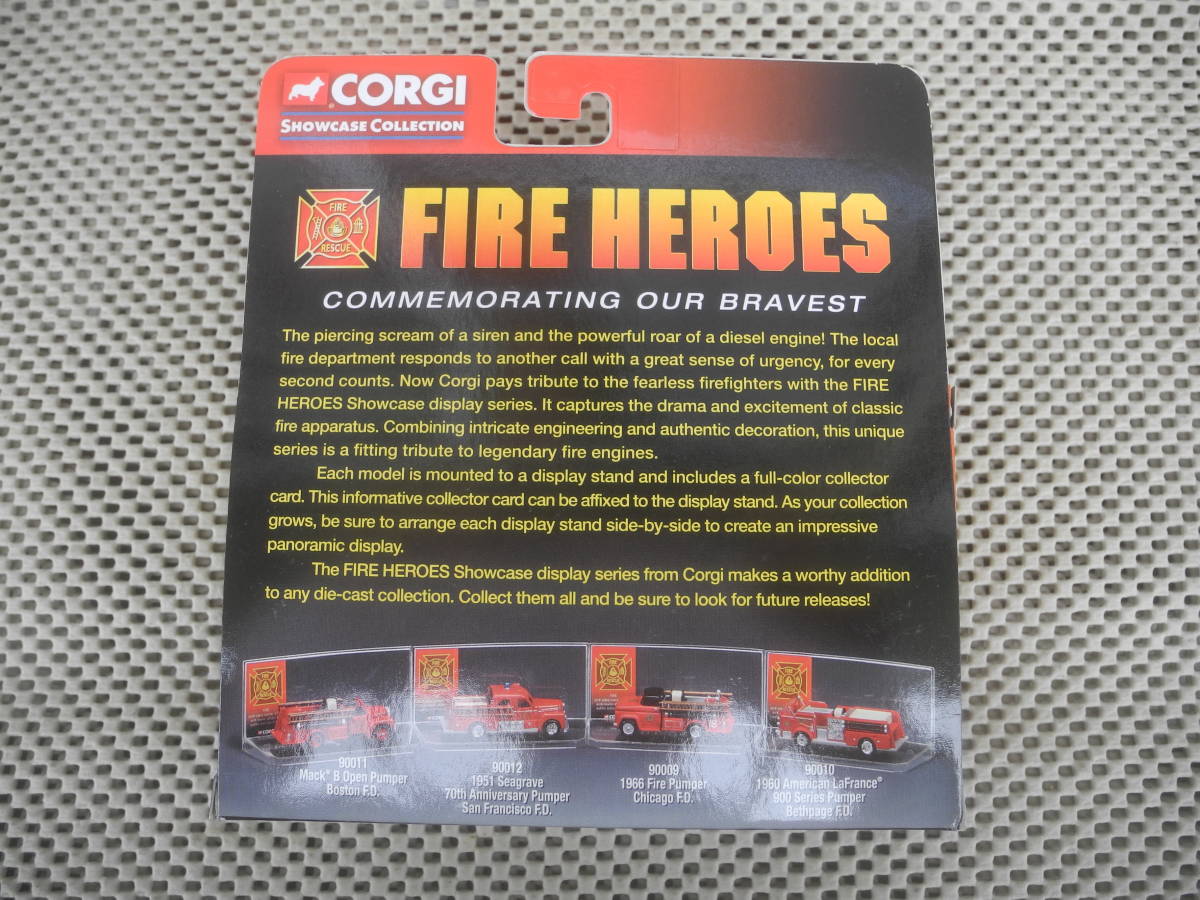 CORGI
SHOWCASE COLLECTION
FIRE
RESCUE
FIRE HEROES
COMMEMORATING OUR BRAVEST
The piercing scream of a siren and the powerful roar of a diesel engine! The local
fire department responds to another call with a great sense of urgency, for every
second counts. Now Corgi pays tribute to the fearless firefighters with the FIRE
HEROES Showcase display series. It captures the drama and excitement of classic
fire apparatus. Combining intricate engineering and authentic decoration, this unique
series is a fitting tribute to legendary fire engines.
Each model is mounted to a display stand and includes a full-color collector
card. This informative collector card can be affixed to the display stand. As your collection
grows, be sure to arrange each display stand side-by-side to create an impressive
panoramic display.
The FIRE HEROES Showcase display series from Corgi makes a worthy addition
to any die-cast collection. Collect them all and be sure to look for future releases!
90011
Mack® B Open Pumper
Boston F.D.
90012
1951 Seagrave
70th Anniversary Pumper
San Francisco F.D.
90009
1966 Fire Pumper
Chicago F.D.
90010
1960 American LaFrance®
900 Series Pumper
Bethpage F.D.